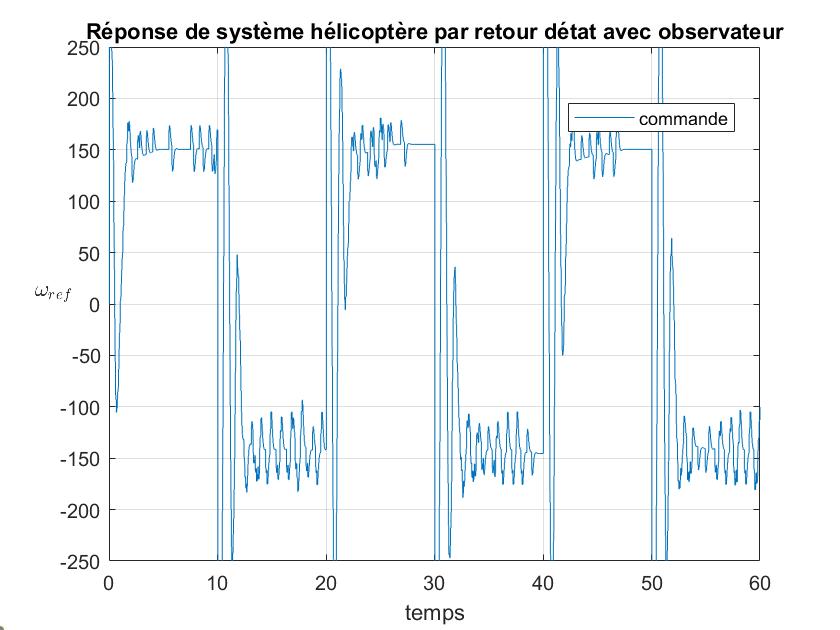 Réponse de système hélicoptère par retour détat avec observateur
250
200
150
100
50
0
-50
-100
-150
-200
-250
ω_ref
commande
0 10 20 30 40 50 60
temps